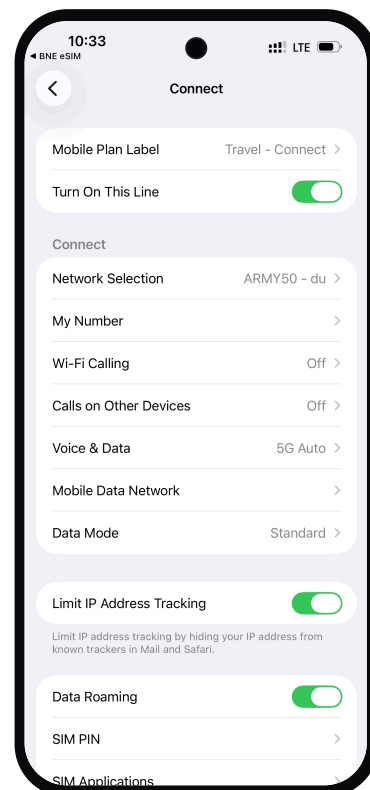 10:33
LTE
◀ BNE eSIM
Connect
Mobile Plan Label Travel - Connect
Turn On This Line
Connect
Network Selection ARMY50 - du
My Number
Wi-Fi Calling Off
Calls on Other Devices Off
Voice & Data 5G Auto
Mobile Data Network
Data Mode Standard
Limit IP Address Tracking
Limit IP address tracking by hiding your IP address from
known trackers in Mail and Safari.
Data Roaming
SIM PIN
SIM Applications